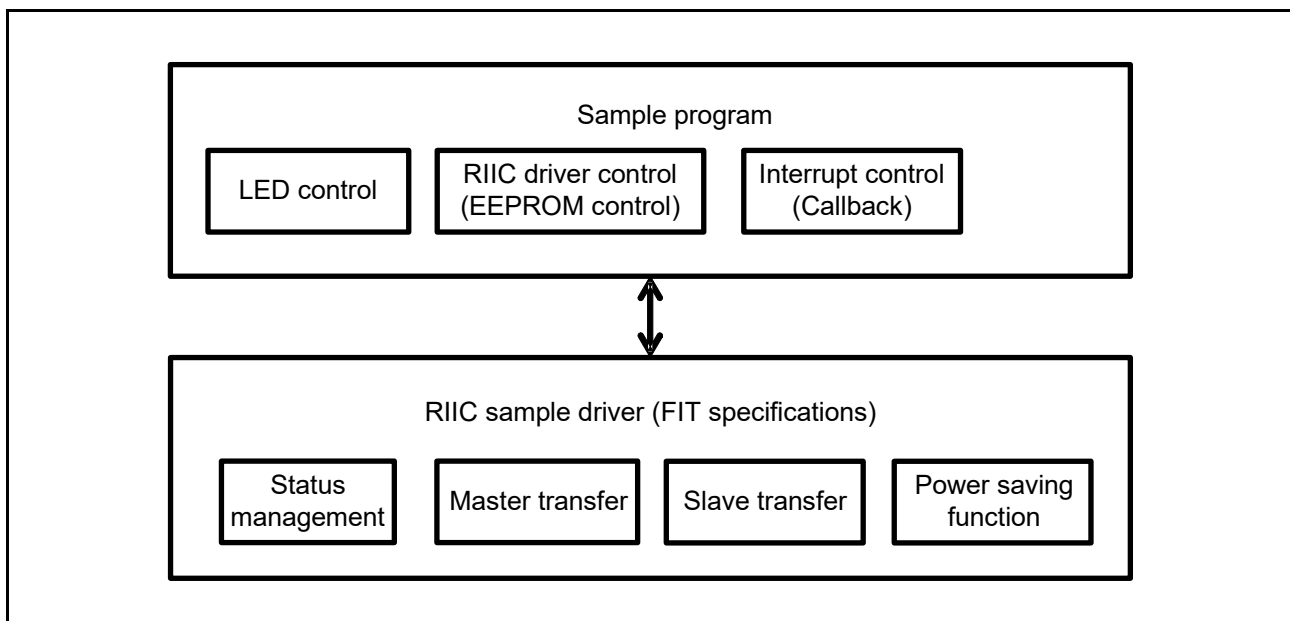 Sample program
LED control
RIIC driver control
(EEPROM control)
Interrupt control
(Callback)
RIIC sample driver (FIT specifications)
Status
management
Master transfer
Slave transfer
Power saving
function